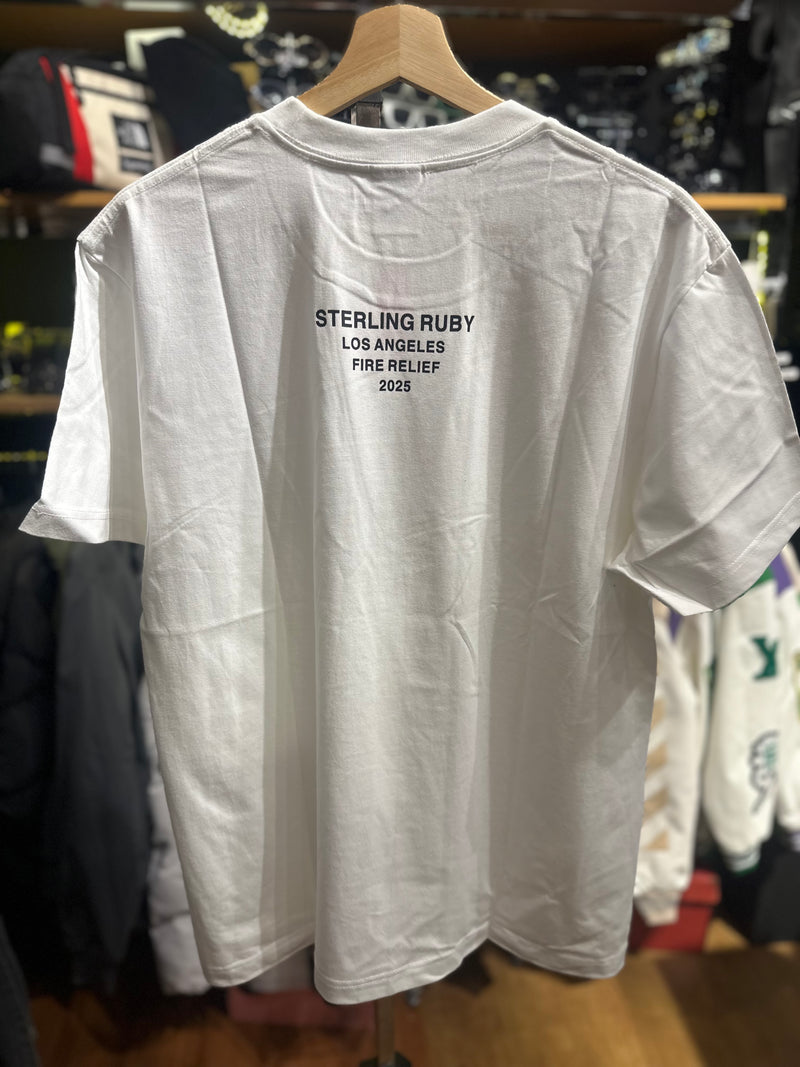 STERLING RUBY
LOS ANGELES
FIRE RELIEF
2025